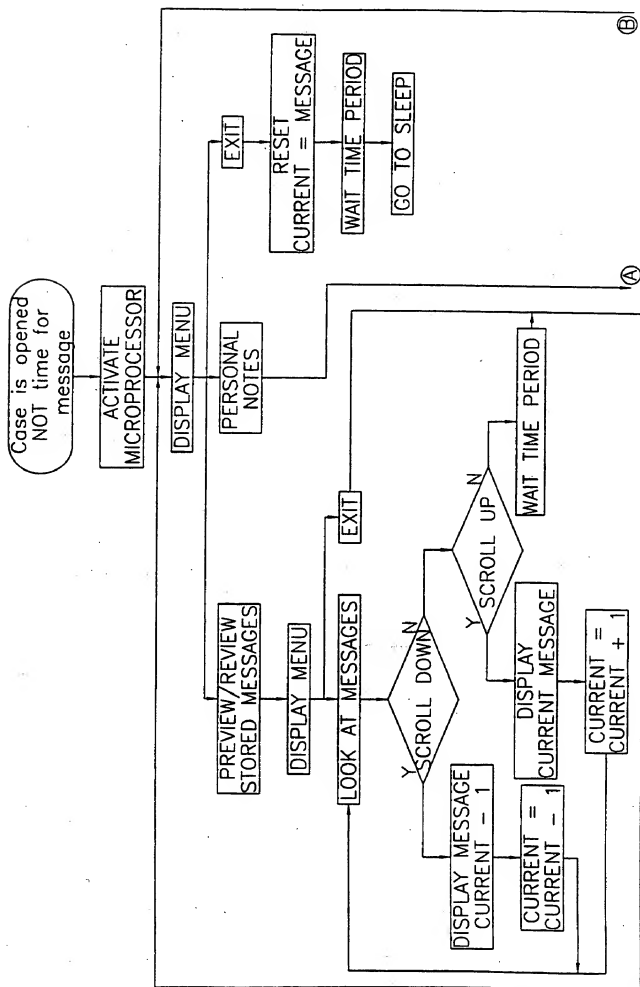 Case is opened
NOT time for
message
ACTIVATE
MICROPROCESSOR
DISPLAY MENU
PREVIEW/REVIEW
STORED MESSAGES
PERSONAL
NOTES
EXIT
DISPLAY MENU
RESET
CURRENT = MESSAGE
LOOK AT MESSAGES
EXIT
WAIT TIME PERIOD
GO TO SLEEP
Y
SCROLL DOWN
N
Y
SCROLL UP
N
DISPLAY MESSAGE
CURRENT - 1
CURRENT =
CURRENT - 1
DISPLAY
CURRENT MESSAGE
CURRENT =
CURRENT + 1
WAIT TIME PERIOD
A
B